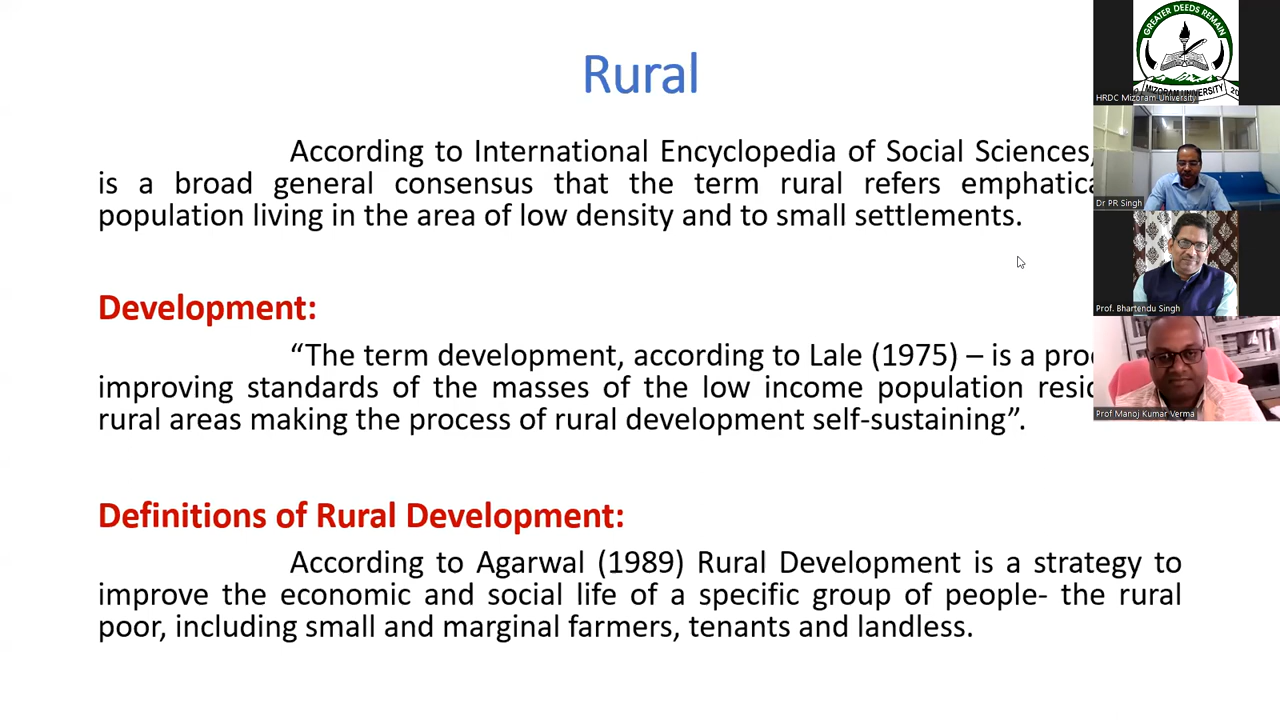 Rural
According to International Encyclopedia of Social Sciences,
is a broad general consensus that the term rural refers
population living in the area of low density and to small settlements.
Development:
“The term development, according to Lale (1975) – is a
improving standards of the masses of the low income population
rural areas making the process of rural development self-sustaining”.
Definitions of Rural Development:
According to Agarwal (1989) Rural Development is a strategy to
improve the economic and social life of a specific group of people- the rural
poor, including small and marginal farmers, tenants and landless.
GREATER DEEDS REMAIN
MIZORAM UNIVERSITY
HRDC Mizoram University
Dr PR Singh
Prof. Bhartendu Singh
Prof Manoj Kumar Verma